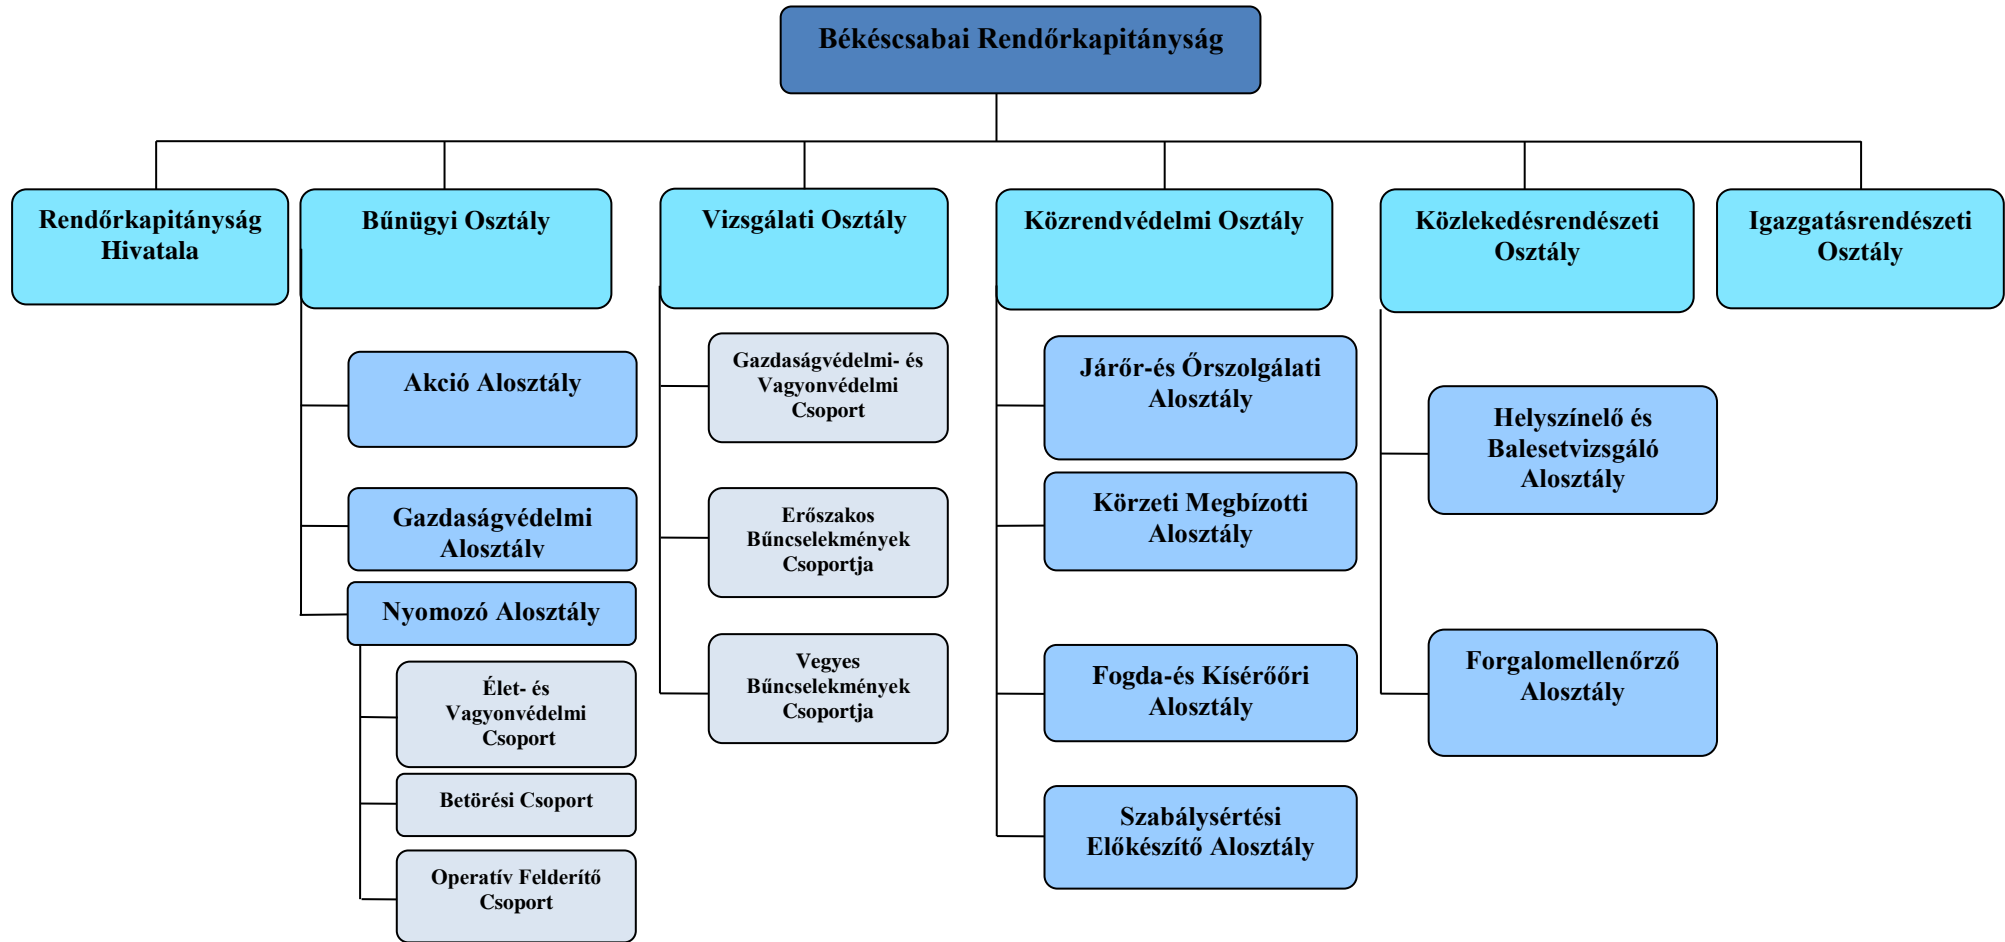 Békéscsabai Rendőrkapitányság
Rendőrkapitányság
Hivatala
Bűnügyi Osztály
Vizsgálati Osztály
Közrendvédelmi Osztály
Közlekedésrendészeti
Osztály
Igazgatásrendészeti
Osztály
Akció Alosztály
Gazdaságvédelmi
Alosztálv
Nyomozó Alosztály
Élet- és
Vagyonvédelmi
Csoport
Betörési Csoport
Operatív Felderítő
Csoport
Gazdaságvédelmi- és
Vagyonvédelmi
Csoport
Erőszakos
Bűncselekmények
Csoportja
Vegyes
Bűncselekmények
Csoportja
Járőr-és Őrszolgálati
Alosztály
Körzeti Megbízotti
Alosztály
Fogda-és Kísérőőri
Alosztály
Szabálysértési
Előkészítő Alosztály
Helyszínelő és
Balesetvizsgáló
Alosztály
Forgalomellenőrző
Alosztály